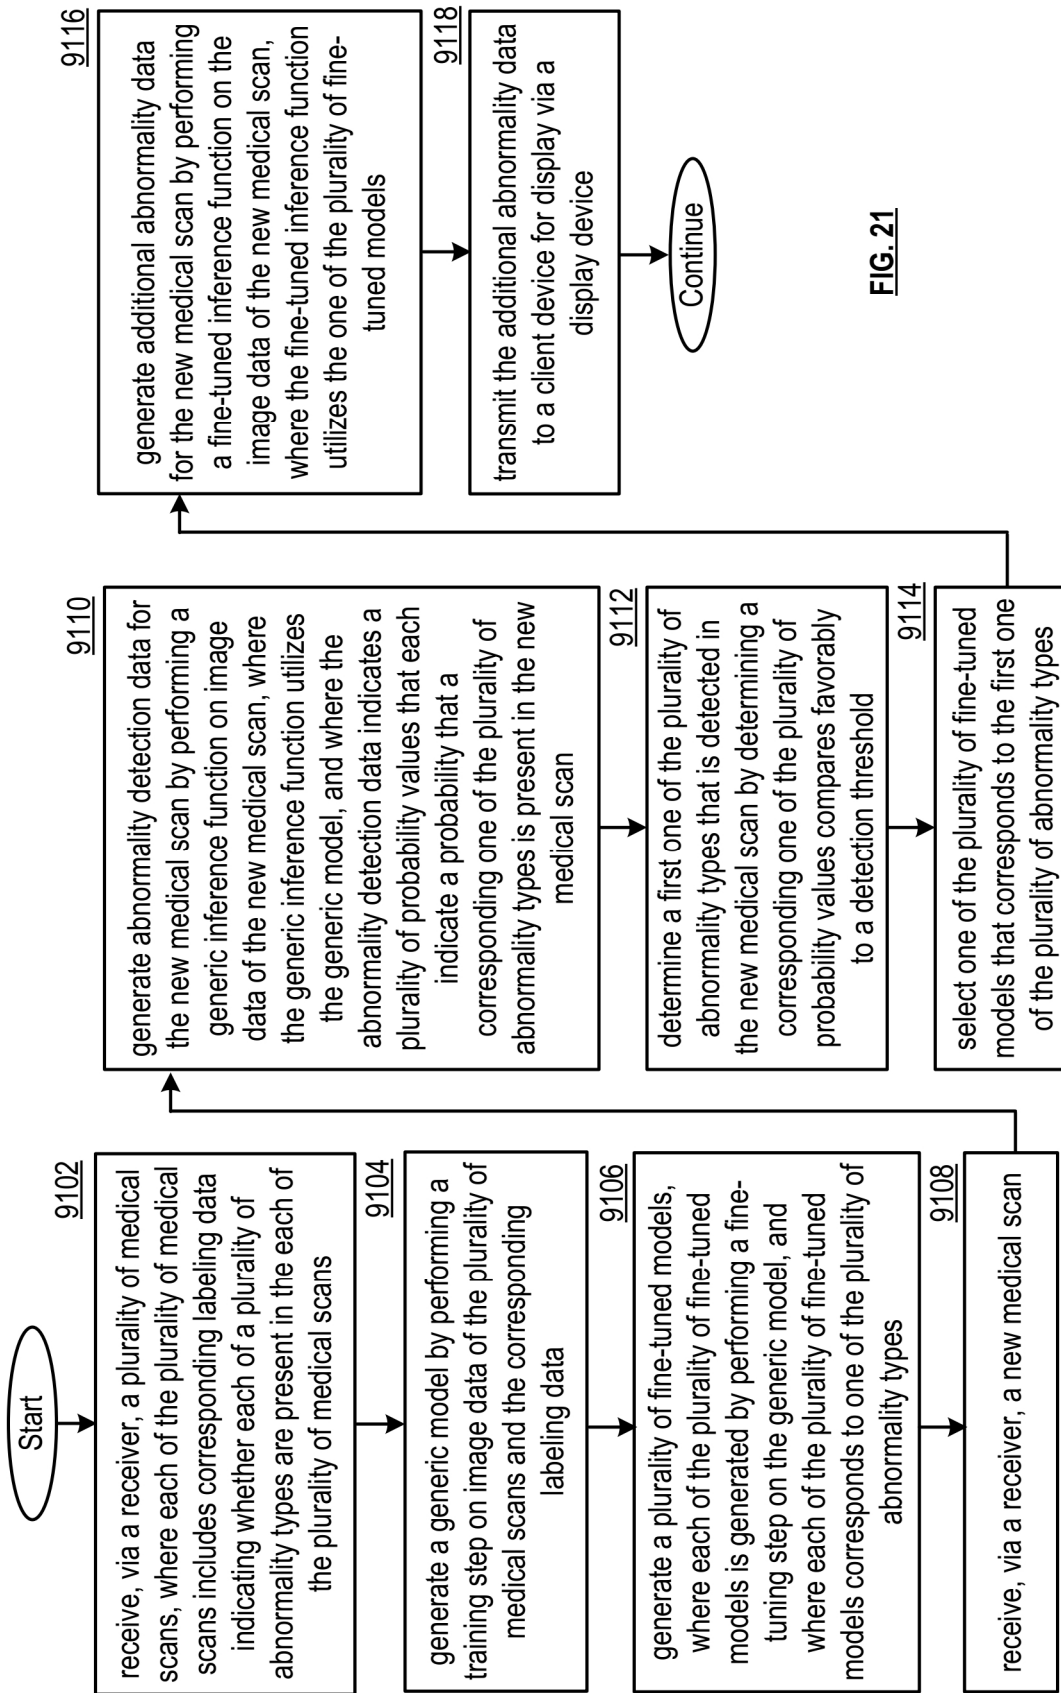 Start
9102
receive, via a receiver, a plurality of medical
scans, where each of the plurality of medical
scans includes corresponding labeling data
indicating whether each of a plurality of
abnormality types are present in the each of
the plurality of medical scans
9104
generate a generic model by performing a
training step on image data of the plurality of
medical scans and the corresponding
labeling data
9106
generate a plurality of fine-tuned models,
where each of the plurality of fine-tuned
models is generated by performing a fine-
tuning step on the generic model, and
where each of the plurality of fine-tuned
models corresponds to one of the plurality of
abnormality types
9108
receive, via a receiver, a new medical scan
9110
generate abnormality detection data for
the new medical scan by performing a
generic inference function on image
data of the new medical scan, where
the generic inference function utilizes
the generic model, and where the
abnormality detection data indicates a
plurality of probability values that each
indicate a probability that a
corresponding one of the plurality of
abnormality types is present in the new
medical scan
9112
determine a first one of the plurality of
abnormality types that is detected in
the new medical scan by determining a
corresponding one of the plurality of
probability values compares favorably
to a detection threshold
9114
select one of the plurality of fine-tuned
models that corresponds to the first one
of the plurality of abnormality types
9116
generate additional abnormality data
for the new medical scan by performing
a fine-tuned inference function on the
image data of the new medical scan,
where the fine-tuned inference function
utilizes the one of the plurality of fine-
tuned models
9118
transmit the additional abnormality data
to a client device for display via a
display device
Continue
FIG. 21